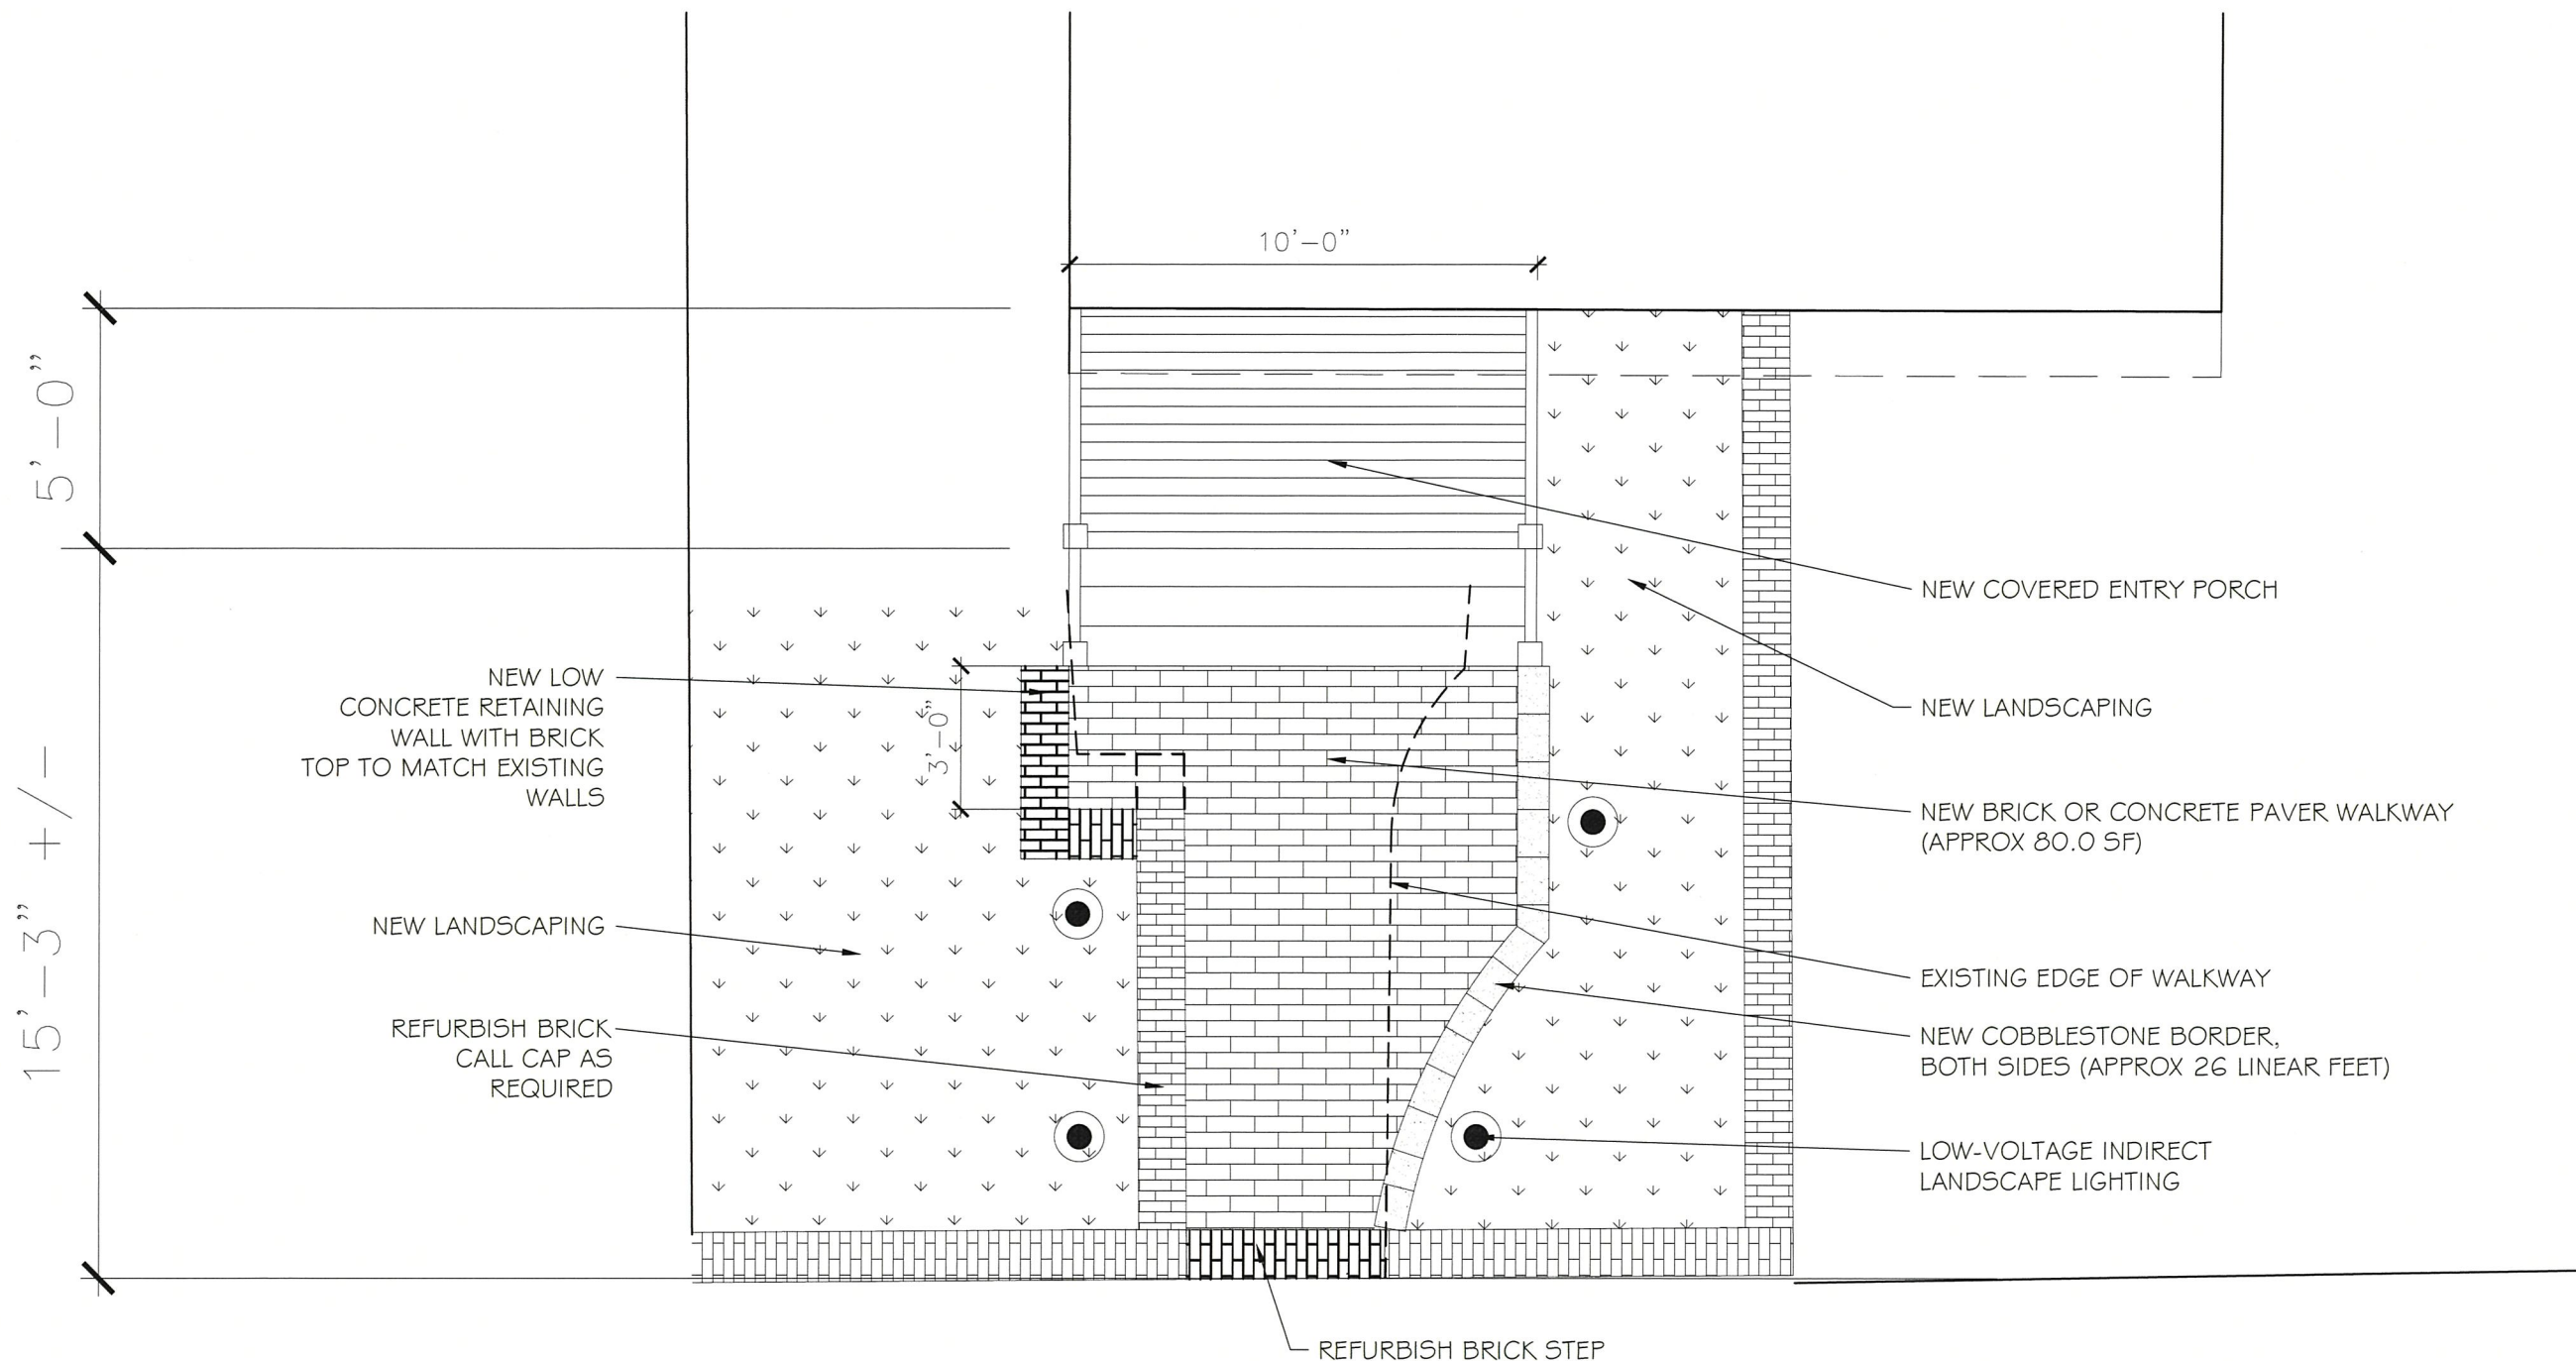 10'-0"
5'-0"
15'-3" +/-
3'-0"
NEW LOW
CONCRETE RETAINING
WALL WITH BRICK
TOP TO MATCH EXISTING
WALLS
NEW LANDSCAPING
REFURBISH BRICK
CALL CAP AS
REQUIRED
NEW COVERED ENTRY PORCH
NEW LANDSCAPING
NEW BRICK OR CONCRETE PAVER WALKWAY
(APPROX 80.0 SF)
EXISTING EDGE OF WALKWAY
NEW COBBLESTONE BORDER,
BOTH SIDES (APPROX 26 LINEAR FEET)
LOW-VOLTAGE INDIRECT
LANDSCAPE LIGHTING
REFURBISH BRICK STEP